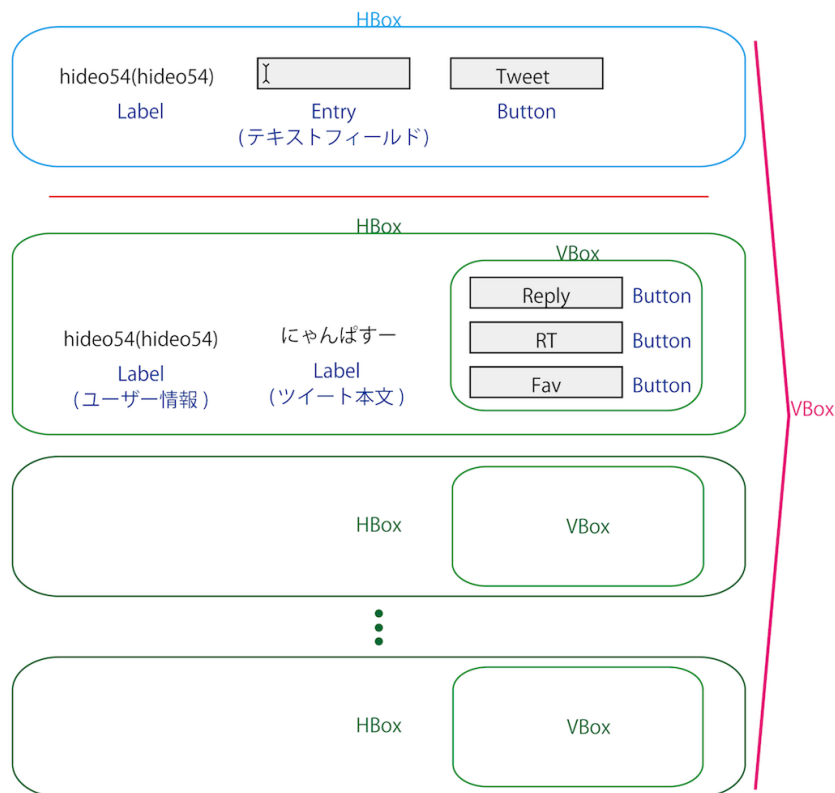 HBox
hideo54(hideo54)
Tweet
Label
Entry
Button
(テキストフィールド)
HBox
VBox
Reply
Button
hideo54(hideo54)
にゃんぱすー
RT
Button
Label
(ユーザー情報)
Label
(ツイート本文)
Fav
Button
VBox
HBox
VBox
HBox
VBox